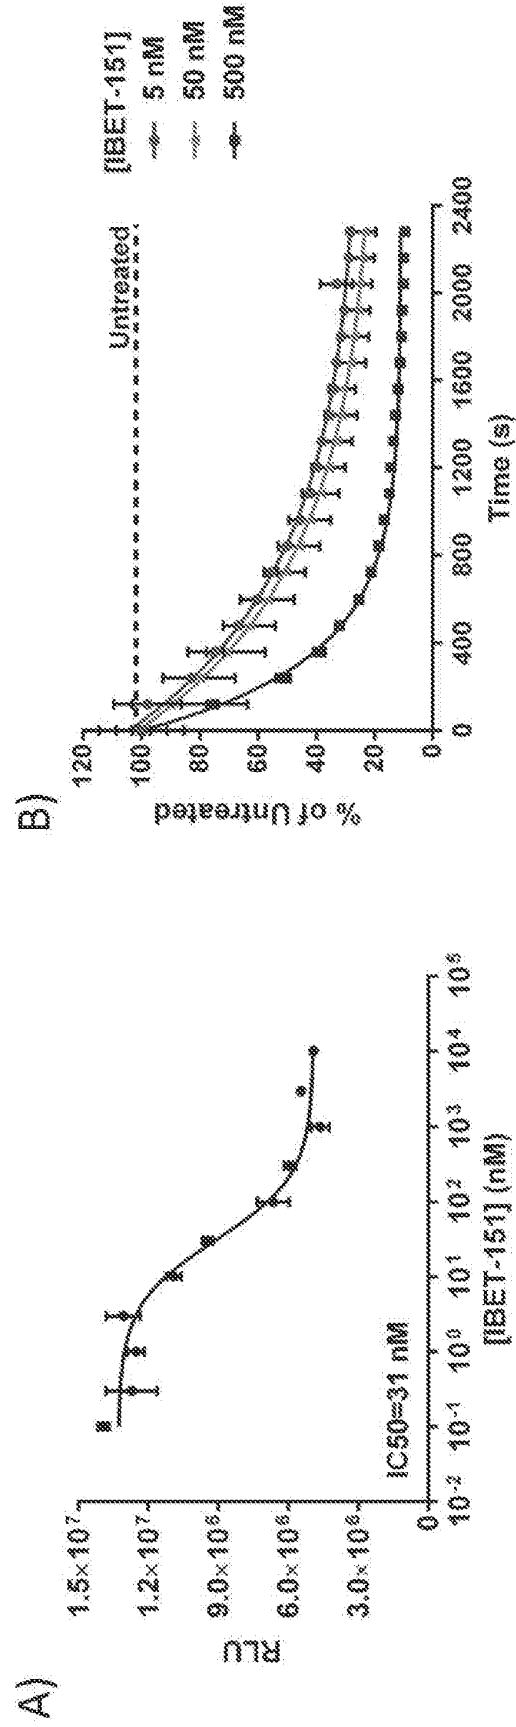 A)
RLU
1.5×10⁷
1.2×10⁷
9.0×10⁶
6.0×10⁶
3.0×10⁶
0
IC50=31 nM
10⁻² 10⁻¹ 10⁰ 10¹ 10² 10³ 10⁴ 10⁵
[IBET-151] (nM)
B)
% of Untreated
120
100
80
60
40
20
0
Untreated
0 400 800 1200 1600 2000 2400
Time (s)
[IBET-151]
5 nM
50 nM
500 nM